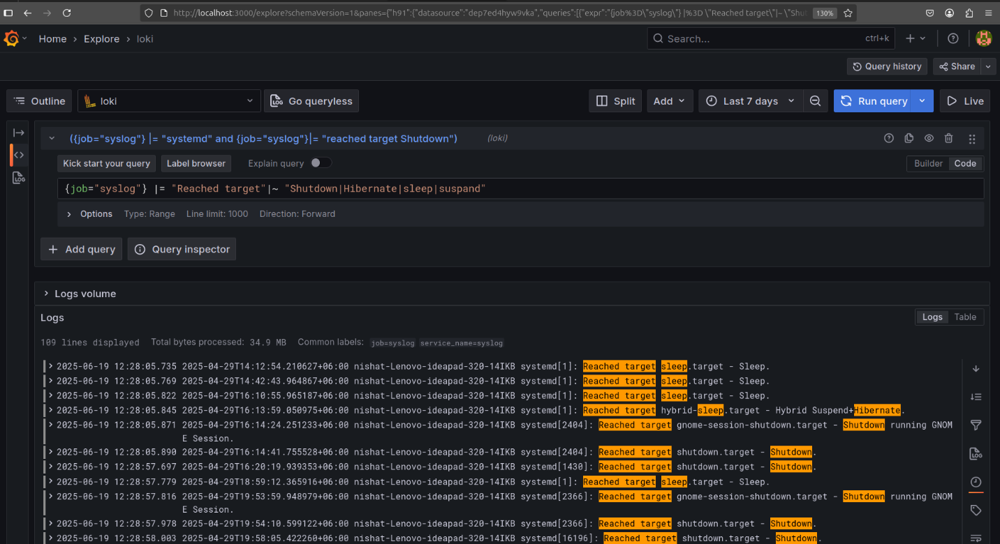 http://localhost:3000/explore?schemaVersion=1&panes={"h91":{"datasource":"dep7ed4hyw9vka","queries":[{"expr":"{job%3D\"syslog\"} |%3D \"Reached target\"|~ \"Shut 130%
Home › Explore › loki Search... ctrl+k
Query history Share
Outline loki Go queryless Split Add Last 7 days Run query Live
({job="syslog"} |= "systemd" and {job="syslog"}|= "reached target Shutdown") (loki)
Kick start your query Label browser Explain query Builder Code
{job="syslog"} |= "Reached target"|~ "Shutdown|Hibernate|sleep|suspand"
Options Type: Range Line limit: 1000 Direction: Forward
+ Add query Query inspector
Logs volume
Logs Logs Table
109 lines displayed Total bytes processed: 34.9 MB Common labels: job=syslog service_name=syslog
2025-06-19 12:28:05.735 2025-04-29T14:12:54.210627+06:00 nishat-Lenovo-ideapad-320-14IKB systemd[1]: Reached target sleep.target - Sleep.
2025-06-19 12:28:05.769 2025-04-29T14:42:43.964867+06:00 nishat-Lenovo-ideapad-320-14IKB systemd[1]: Reached target sleep.target - Sleep.
2025-06-19 12:28:05.822 2025-04-29T16:10:55.965187+06:00 nishat-Lenovo-ideapad-320-14IKB systemd[1]: Reached target sleep.target - Sleep.
2025-06-19 12:28:05.845 2025-04-29T16:13:59.050975+06:00 nishat-Lenovo-ideapad-320-14IKB systemd[1]: Reached target hybrid-sleep.target - Hybrid Suspend+Hibernate.
2025-06-19 12:28:05.871 2025-04-29T16:14:24.251233+06:00 nishat-Lenovo-ideapad-320-14IKB systemd[2404]: Reached target gnome-session-shutdown.target - Shutdown running GNOM
E Session.
2025-06-19 12:28:05.890 2025-04-29T16:14:41.755528+06:00 nishat-Lenovo-ideapad-320-14IKB systemd[2404]: Reached target shutdown.target - Shutdown.
2025-06-19 12:28:57.697 2025-04-29T16:20:19.939353+06:00 nishat-Lenovo-ideapad-320-14IKB systemd[1430]: Reached target shutdown.target - Shutdown.
2025-06-19 12:28:57.779 2025-04-29T18:59:12.365916+06:00 nishat-Lenovo-ideapad-320-14IKB systemd[1]: Reached target sleep.target - Sleep.
2025-06-19 12:28:57.816 2025-04-29T19:53:59.948979+06:00 nishat-Lenovo-ideapad-320-14IKB systemd[2366]: Reached target gnome-session-shutdown.target - Shutdown running GNOM
E Session.
2025-06-19 12:28:57.978 2025-04-29T19:54:10.599122+06:00 nishat-Lenovo-ideapad-320-14IKB systemd[2366]: Reached target shutdown.target - Shutdown.
2025-06-19 12:28:58.003 2025-04-29T19:58:05.422260+06:00 nishat-Lenovo-ideapad-320-14IKB systemd[16196]: Reached target shutdown.target - Shutdown.